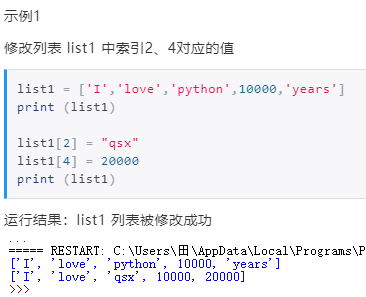 示例1
修改列表 list1 中索引2、4对应的值
list1 = ['I','love','python',10000,'years']
print (list1)
list1[2] = "qsx"
list1[4] = 20000
print (list1)
运行结果：list1 列表被修改成功
===== RESTART: C:\Users\田\AppData\Local\Programs\P
['I', 'love', 'python', 10000, 'years']
['I', 'love', 'qsx', 10000, 20000]
>>>